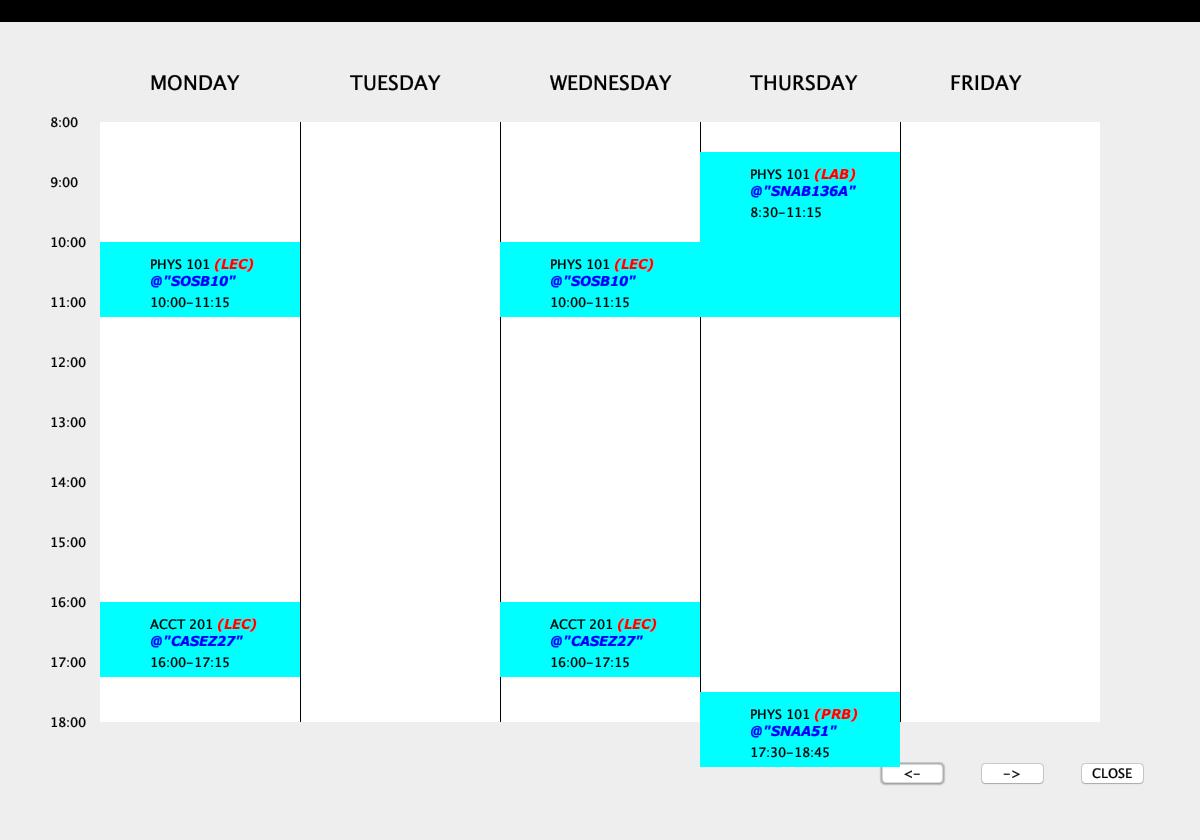 MONDAY TUESDAY WEDNESDAY THURSDAY FRIDAY
8:00
PHYS 101 (LAB)
9:00
@"SNAB136A"
8:30-11:15
10:00
PHYS 101 (LEC) PHYS 101 (LEC)
@"SOSB10" @"SOSB10"
11:00 10:00-11:15 10:00-11:15
12:00
13:00
14:00
15:00
16:00
ACCT 201 (LEC) ACCT 201 (LEC)
@"CASEZ27" @"CASEZ27"
17:00 16:00-17:15 16:00-17:15
PHYS 101 (PRB)
18:00
@"SNAA51"
17:30-18:45
<- -> CLOSE